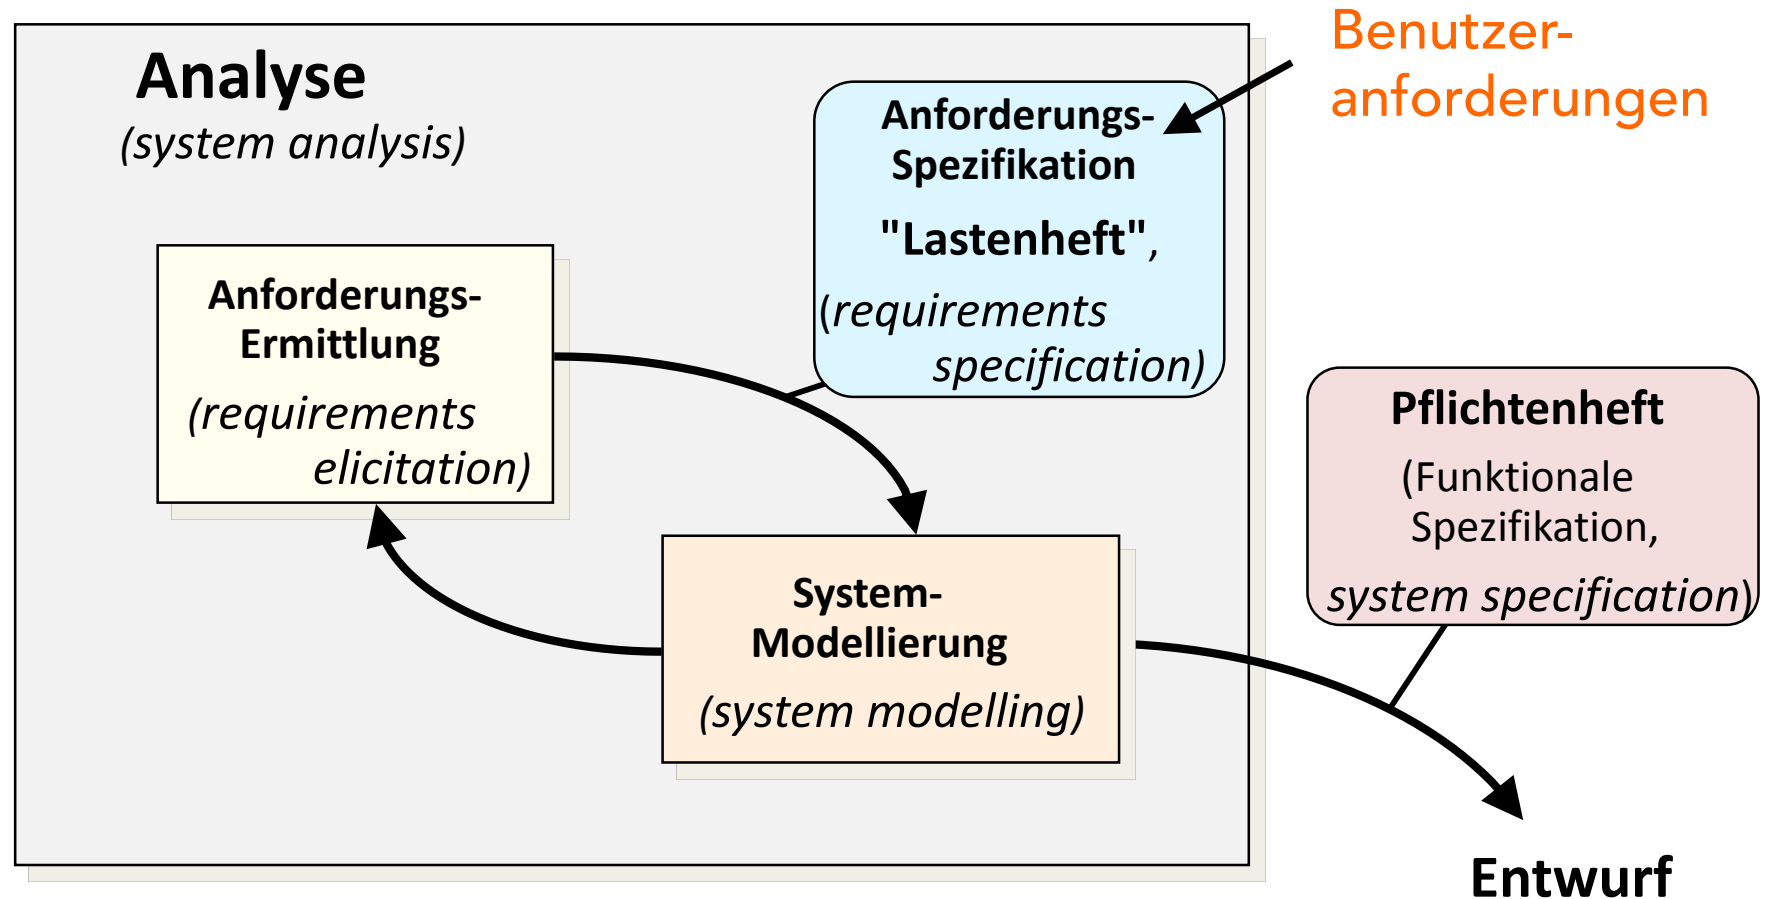 Analyse
(system analysis)
Benutzer-
anforderungen
Anforderungs-
Spezifikation
"Lastenheft",
(requirements
specification)
Anforderungs-
Ermittlung
(requirements
elicitation)
System-
Modellierung
(system modelling)
Pflichtenheft
(Funktionale
Spezifikation,
system specification)
Entwurf